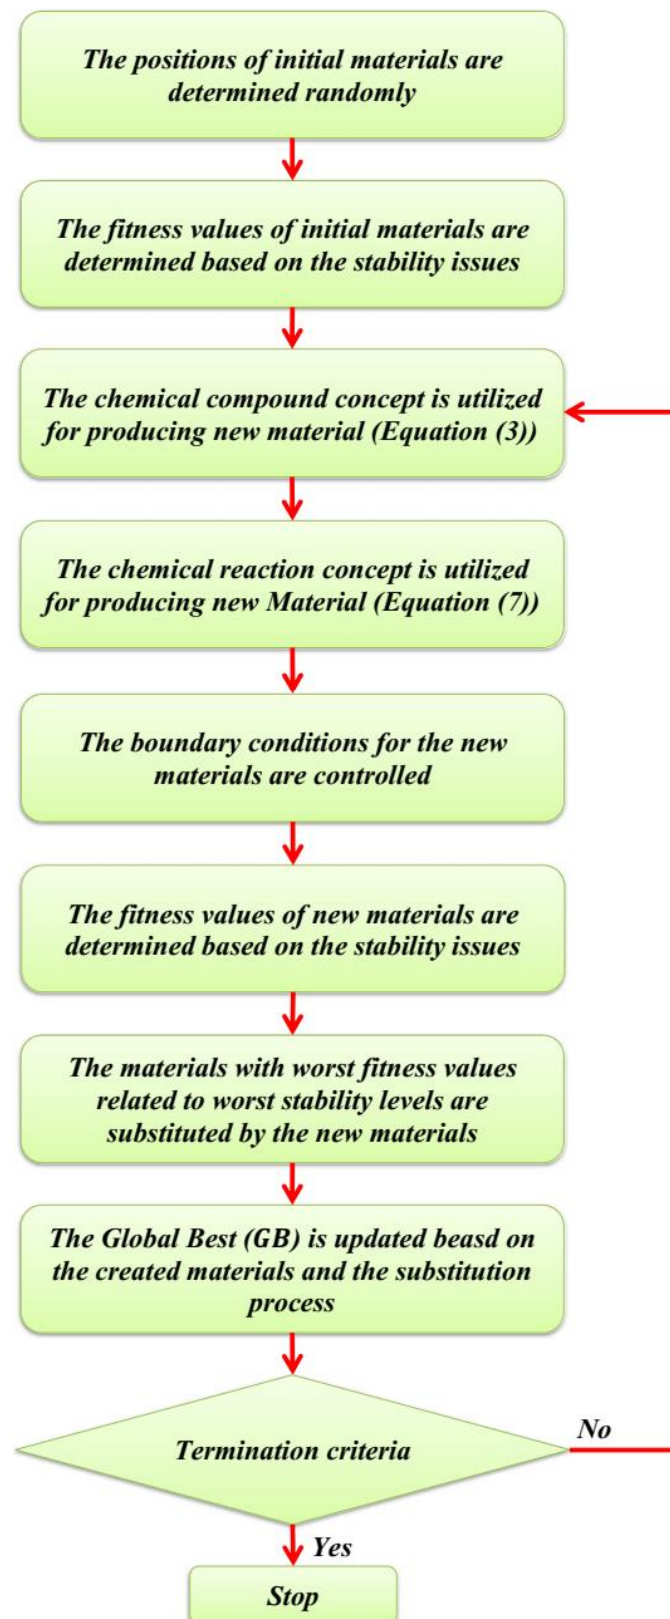 The positions of initial materials are
determined randomly
The fitness values of initial materials are
determined based on the stability issues
The chemical compound concept is utilized
for producing new material (Equation (3))
The chemical reaction concept is utilized
for producing new Material (Equation (7))
The boundary conditions for the new
materials are controlled
The fitness values of new materials are
determined based on the stability issues
The materials with worst fitness values
related to worst stability levels are
substituted by the new materials
The Global Best (GB) is updated beasd on
the created materials and the substitution
process
Termination criteria
No
Yes
Stop